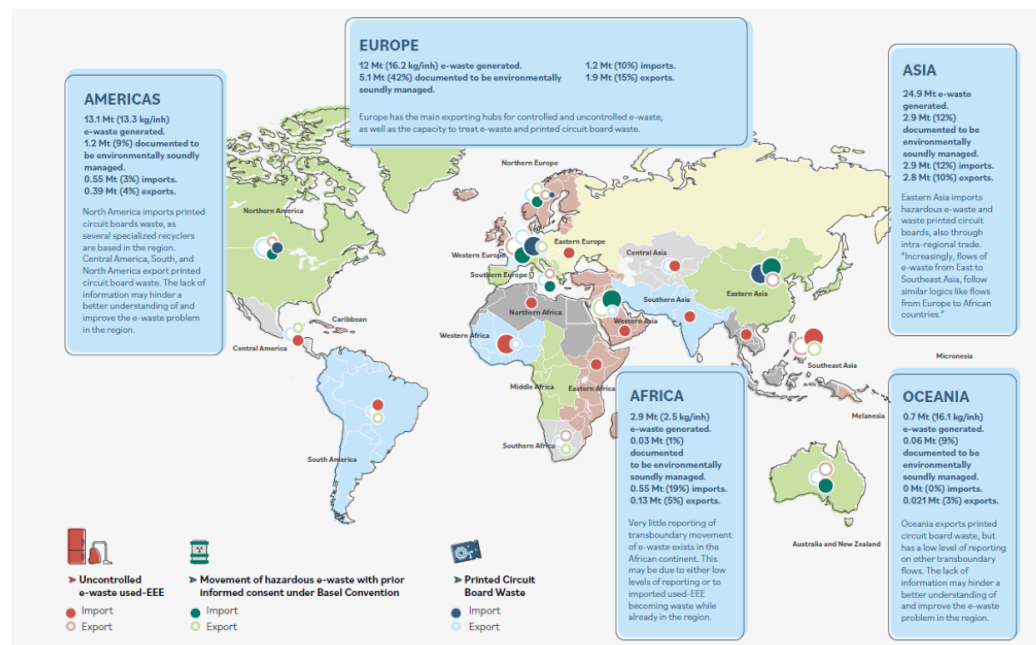 EUROPE
12 Mt (16.2 kg/inh) e-waste generated.
5.1 Mt (42%) documented to be environmentally
soundly managed.
1.2 Mt (10%) imports.
1.9 Mt (15%) exports.
Europe has the main exporting hubs for controlled and uncontrolled e-waste,
as well as the capacity to treat e-waste and printed circuit board waste.
AMERICAS
13.1 Mt (13.3 kg/inh)
e-waste generated.
1.2 Mt (9%) documented to
be environmentally soundly
managed.
0.55 Mt (3%) imports.
0.39 Mt (4%) exports.
North America imports printed
circuit boards waste, as
several specialized recyclers
are based in the region.
Central America, South, and
North America export printed
circuit board waste. The lack of
information may hinder a
better understanding of and
improve the e-waste problem
in the region.
ASIA
24.9 Mt e-waste
generated.
2.9 Mt (12%)
documented to be
environmentally
soundly managed.
2.9 Mt (12%) imports.
2.8 Mt (10%) exports.
Eastern Asia imports
hazardous e-waste and
waste printed circuit
boards, also through
intra-regional trade.
"Increasingly, flows of
e-waste from East to
Southeast Asia, follow
similar logics like flows
from Europe to African
countries."
Northern Europe
Northern America
Western Europe
Eastern Europe
Southern Europe
Central Asia
Eastern Asia
Southern Asia
Northern Africa
Western Asia
Caribbean
Central America
Western Africa
Middle Africa
Eastern Africa
Southeast Asia
Micronesia
Melanesia
South America
Southern Africa
Australia and New Zealand
AFRICA
2.9 Mt (2.5 kg/inh)
e-waste generated.
0.03 Mt (1%)
documented
to be environmentally
soundly managed.
0.55 Mt (19%) imports.
0.13 Mt (5%) exports.
Very little reporting of
transboundary movement
of e-waste exists in the
African continent. This
may be due to either low
levels of reporting or to
imported used-EEE
becoming waste while
already in the region.
OCEANIA
0.7 Mt (16.1 kg/inh)
e-waste generated.
0.06 Mt (9%)
documented to be
environmentally
soundly managed.
0 Mt (0%) imports.
0.021 Mt (3%) exports.
Oceania exports printed
circuit board waste, but
has a low level of reporting
on other transboundary
flows. The lack of
information may hinder a
better understanding of
and improve the e-waste
problem in the region.
Uncontrolled
e-waste used-EEE
Import
Export
Movement of hazardous e-waste with prior
informed consent under Basel Convention
Import
Export
Printed Circuit
Board Waste
Import
Export